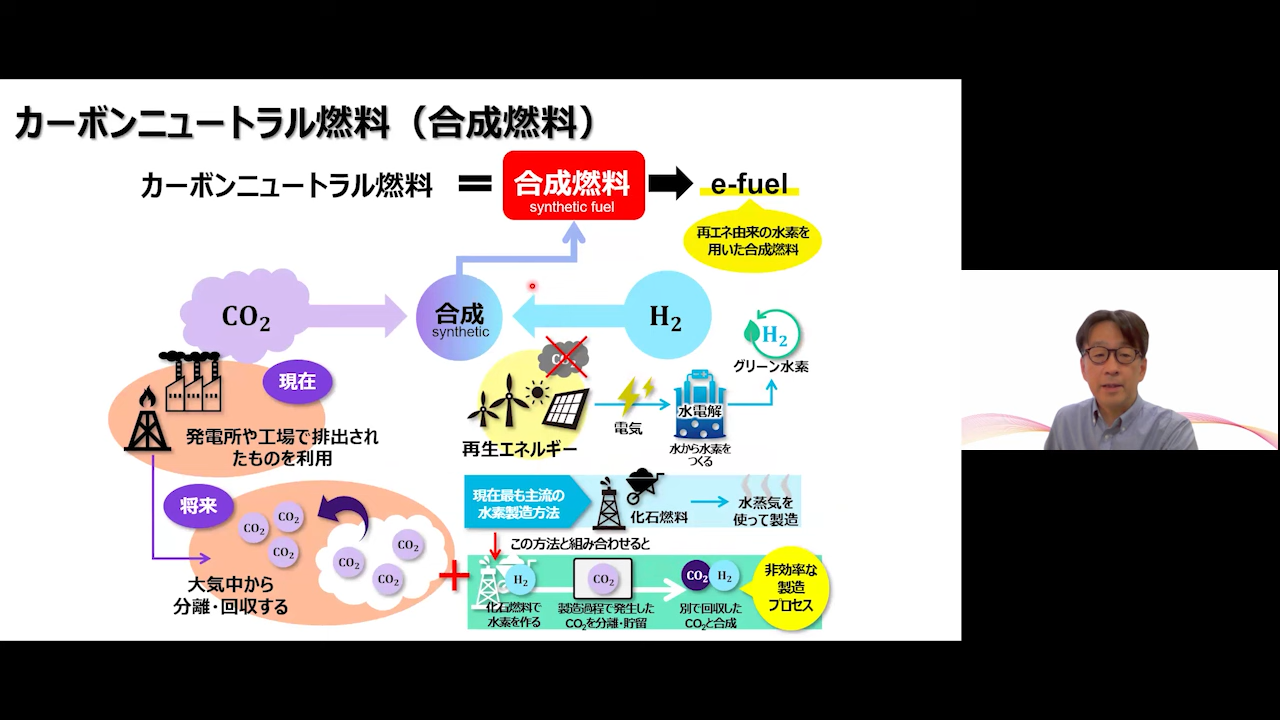 カーボンニュートラル燃料（合成燃料）
カーボンニュートラル燃料 = 合成燃料 e-fuel
synthetic fuel
再エネ由来の水素を
用いた合成燃料
CO₂
合成
synthetic
H₂
H₂
グリーン水素
現在
発電所や工場で排出され
たものを利用
CO₂
再生エネルギー
電気
水電解
水から水素を
つくる
将来
CO₂
CO₂
CO₂
CO₂
CO₂
CO₂
大気中から
分離・回収する
現在最も主流の
水素製造方法
化石燃料
水蒸気を
使って製造
この方法と組み合わせると
+
H₂
化石燃料で
水素を作る
CO₂
製造過程で発生した
CO₂を分離・貯留
CO₂ H₂
別で回収した
CO₂と合成
非効率な
製造
プロセス